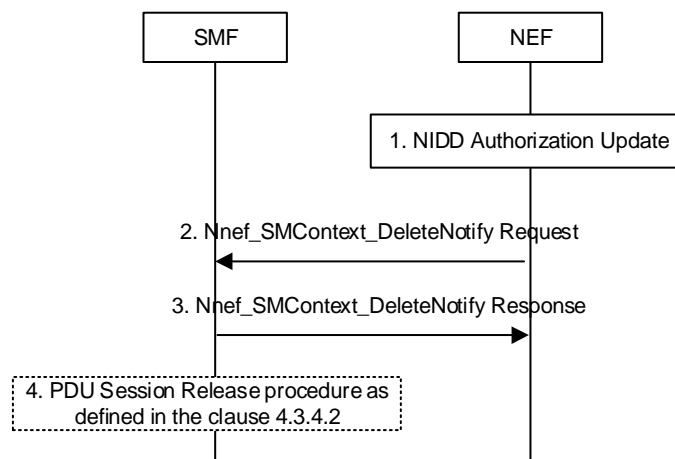 SMF
NEF
1. NIDD Authorization Update
2. Nnef_SMContext_DeleteNotify Request
3. Nnef_SMContext_DeleteNotify Response
4. PDU Session Release procedure as
defined in the clause 4.3.4.2